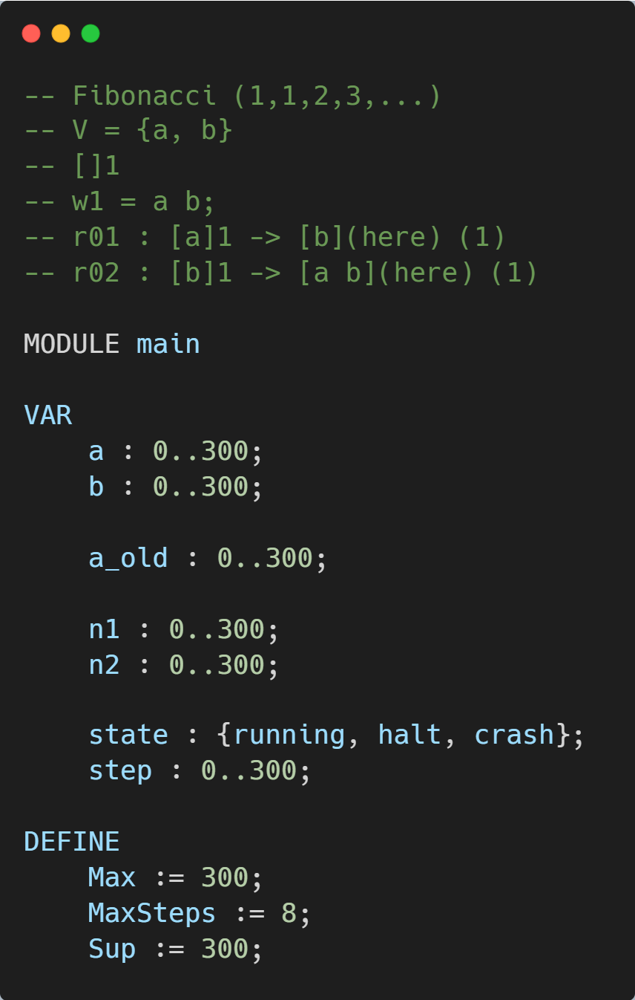 -- Fibonacci (1,1,2,3,...)
-- V = {a, b}
-- []1
-- w1 = a b;
-- r01 : [a]1 -> [b](here) (1)
-- r02 : [b]1 -> [a b](here) (1)
MODULE main
VAR
a : 0..300;
b : 0..300;
a_old : 0..300;
n1 : 0..300;
n2 : 0..300;
state : {running, halt, crash};
step : 0..300;
DEFINE
Max := 300;
MaxSteps := 8;
Sup := 300;